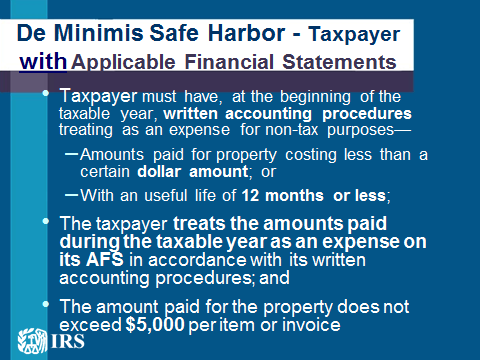 De Minimis Safe Harbor - Taxpayer
with Applicable Financial Statements
• Taxpayer must have, at the beginning of the
taxable year, written accounting procedures
treating as an expense for non-tax purposes—
–Amounts paid for property costing less than a
certain dollar amount; or
–With an useful life of 12 months or less;
• The taxpayer treats the amounts paid
during the taxable year as an expense on
its AFS in accordance with its written
accounting procedures; and
• The amount paid for the property does not
exceed $5,000 per item or invoice
IRS